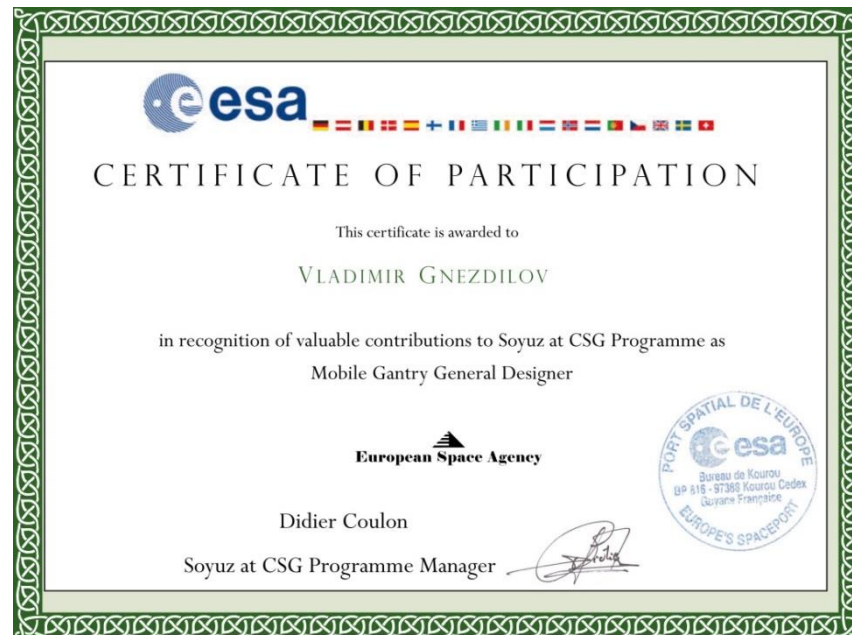 esa
CERTIFICATE OF PARTICIPATION
This certificate is awarded to
VLADIMIR GNEZDILOV
in recognition of valuable contributions to Soyuz at CSG Programme as
Mobile Gantry General Designer
European Space Agency
PORT SPATIAL DE L'EUROPE
esa
Bureau de Kourou
BP 816 - 97388 Kourou Cedex
Guyane Française
EUROPE'S SPACEPORT
Didier Coulon
Soyuz at CSG Programme Manager